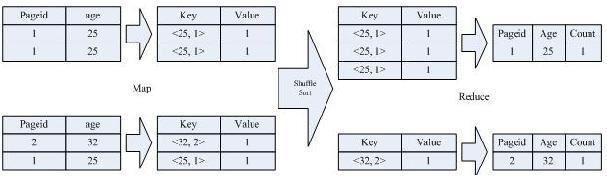 Pageid age Key Value Key Value
1 25 <25, 1> 1 <25, 1> 1 Pageid Age Count
1 25 <25, 1> 1 <25, 1> 1 1 25 1
<25, 1> 1
Map Shuffle Sort Reduce
Pageid age Key Value
2 32 <32, 2> 1 Key Value Pageid Age Count
1 25 <25, 1> 1 <32, 2> 1 2 32 1